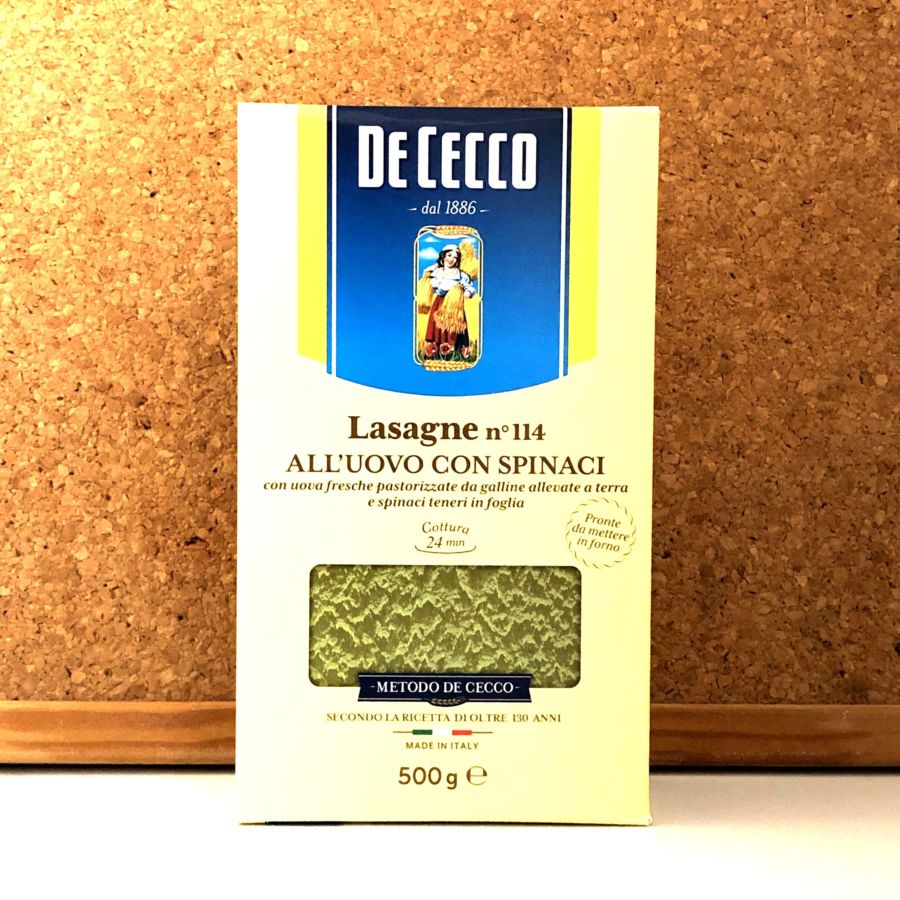 DE CECCO
dal 1886
Lasagne n°114
ALL'UOVO CON SPINACI
con uova fresche pastorizzate da galline allevate a terra
e spinaci teneri in foglia
Cottura
24 min
Pronte
da mettere
in forno
-METODO DE CECCO-
SECONDO LA RICETTA DI OLTRE 130 ANNI
MADE IN ITALY
500 g ℮